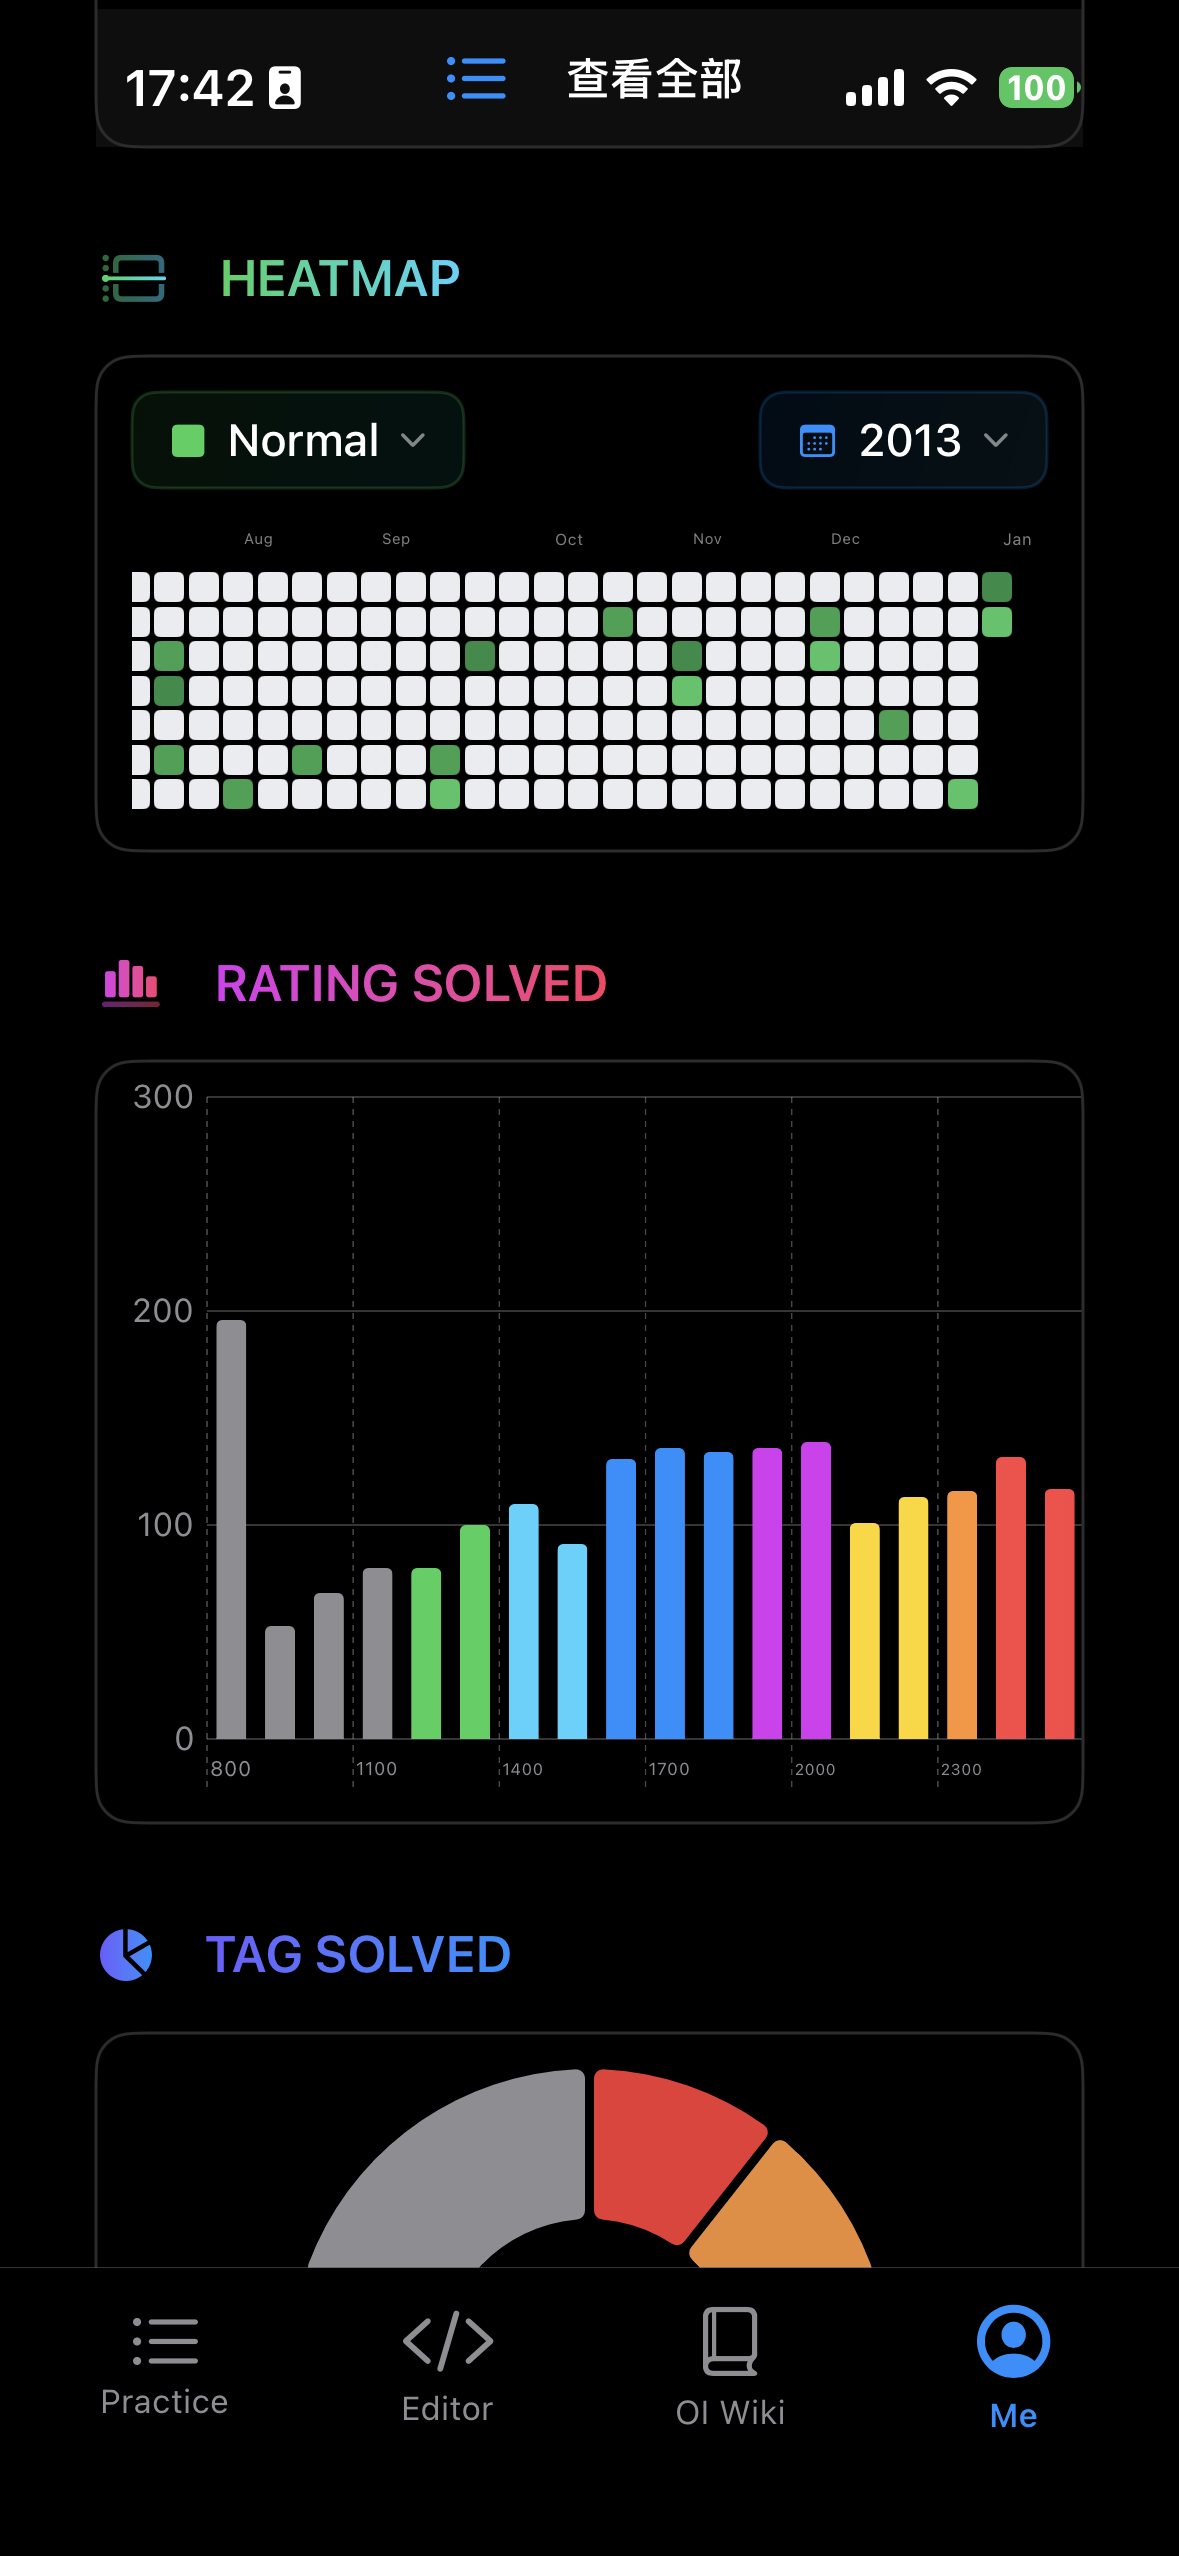 17:42
查看全部
100
HEATMAP
Normal
2013
Aug Sep Oct Nov Dec Jan
RATING SOLVED
300
200
100
0
800 1100 1400 1700 2000 2300
TAG SOLVED
Practice Editor OI Wiki Me